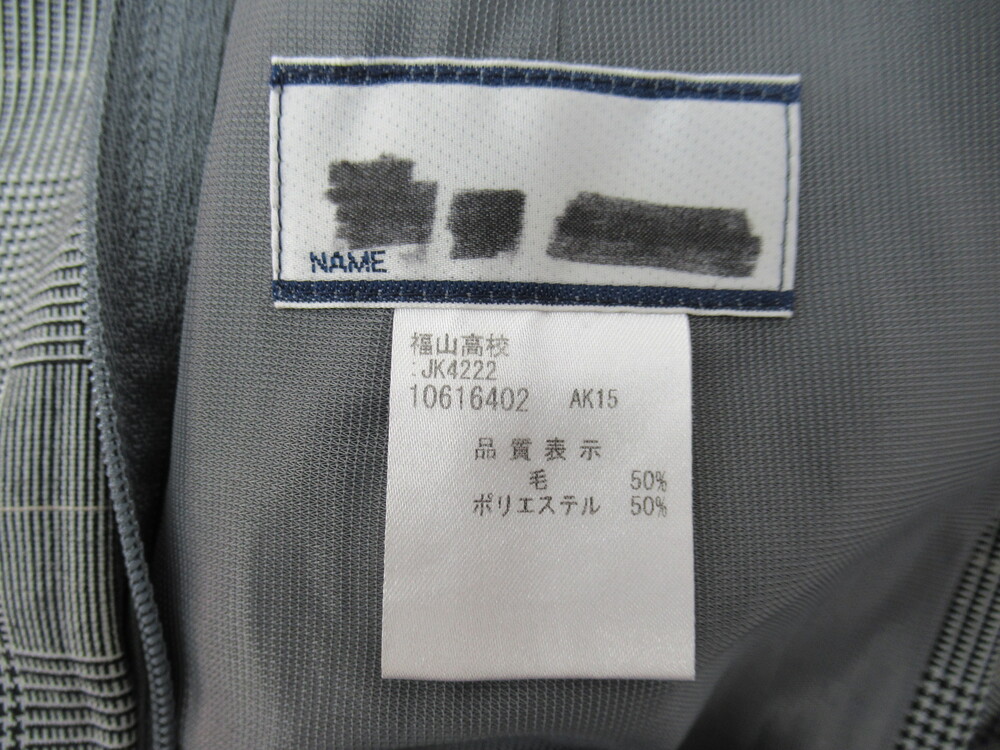 NAME
福山高校
:JK4222
10616402 AK15
品質表示
毛 50%
ポリエステル 50%